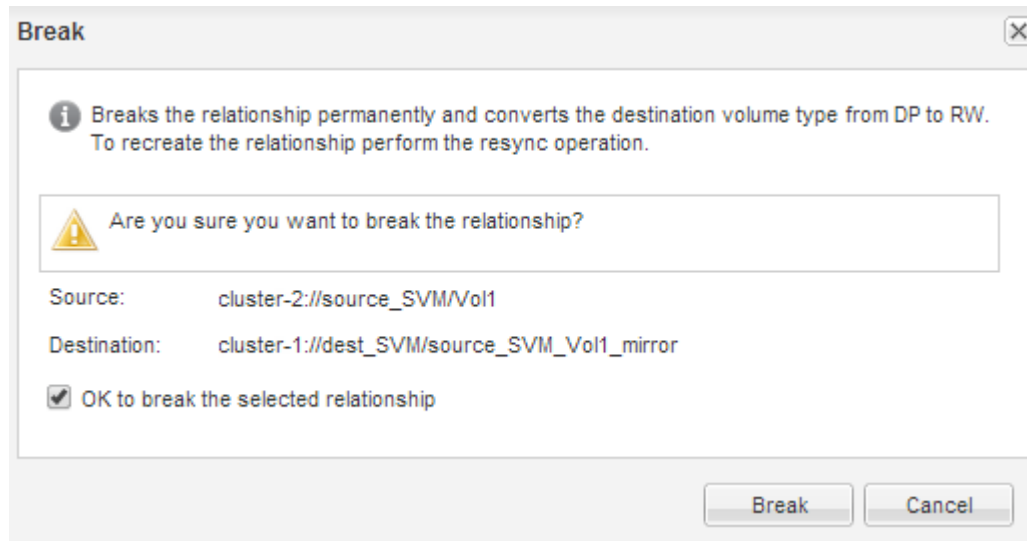 Break
Breaks the relationship permanently and converts the destination volume type from DP to RW.
To recreate the relationship perform the resync operation.
Are you sure you want to break the relationship?
Source: cluster-2://source_SVM/Vol1
Destination: cluster-1://dest_SVM/source_SVM_Vol1_mirror
OK to break the selected relationship
Break Cancel